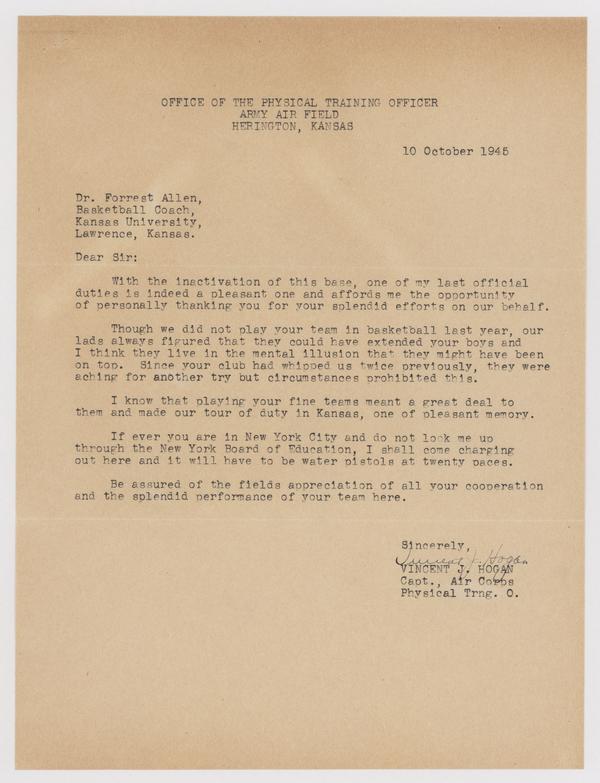 OFFICE OF THE PHYSICAL TRAINING OFFICER
ARMY AIR FIELD
HERINGTON, KANSAS
10 October 1945
Dr. Forrest Allen,
Basketball Coach,
Kansas University,
Lawrence, Kansas.
Dear Sir:
With the inactivation of this base, one of my last official
duties is indeed a pleasant one and affords me the opportunity
of personally thanking you for your splendid efforts on our behalf.
Though we did not play your team in basketball last year, our
lads always figured that they could have extended your boys and
I think they live in the mental illusion that they might have been
on top. Since your club had whipped us twice previously, they were
aching for another try but circumstances prohibited this.
I know that playing your fine teams meant a great deal to
them and made our tour of duty in Kansas, one of pleasant memory.
If ever you are in New York City and do not look me up
through the New York Board of Education, I shall come charging
out here and it will have to be water pistols at twenty paces.
Be assured of the fields appreciation of all your cooperation
and the splendid performance of your team here.
Sincerely,
Vincent J. Hogan
VINCENT J. HOGAN
Capt., Air Corps
Physical Trng. O.